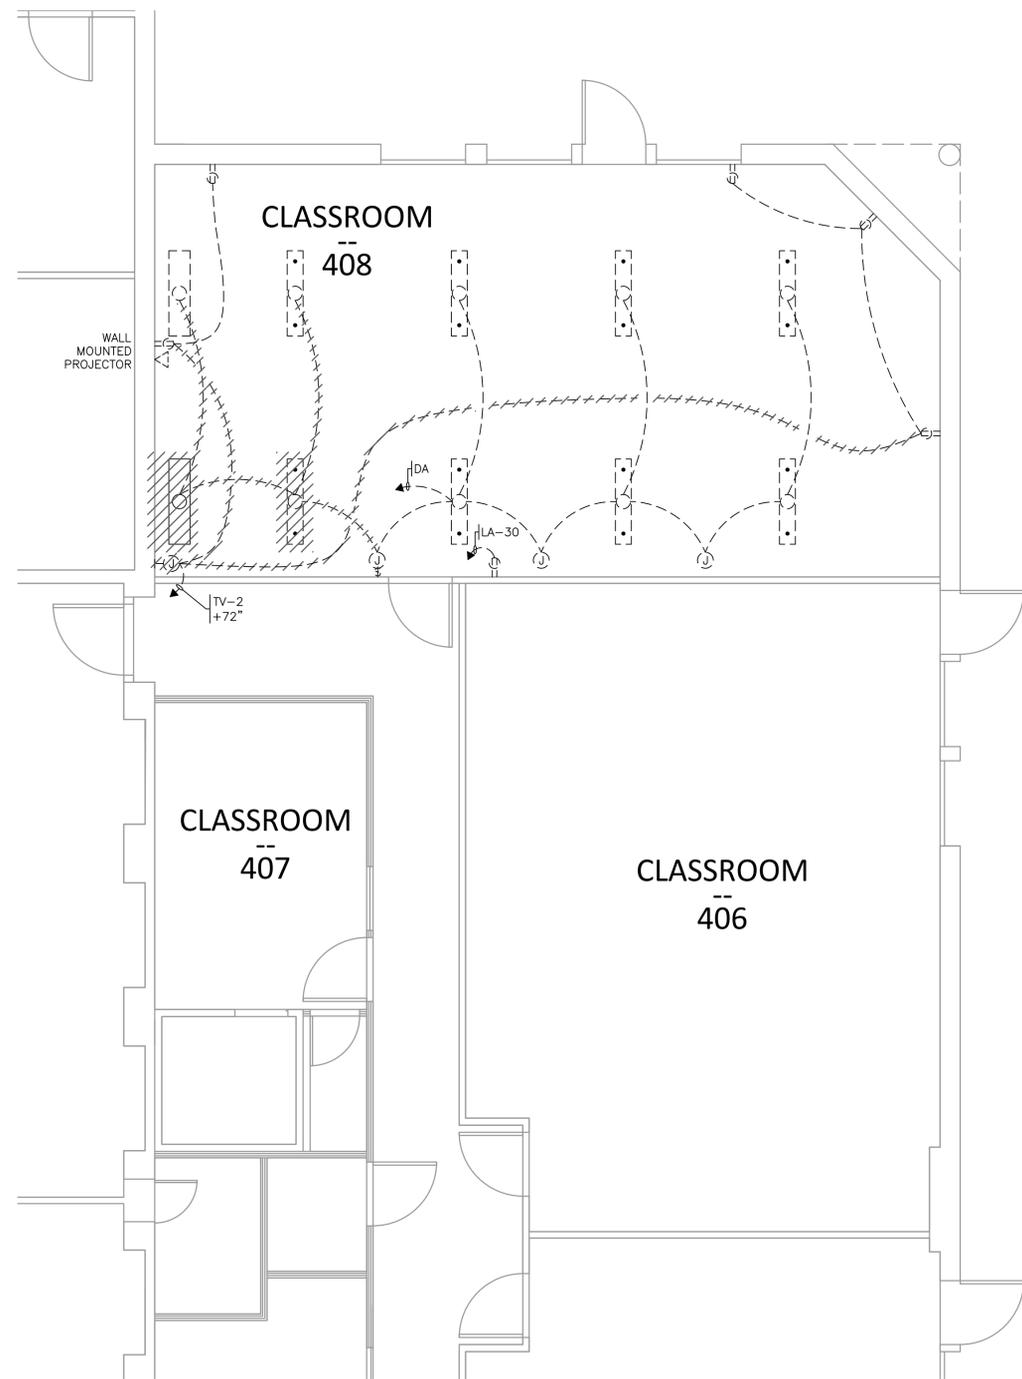 CLASSROOM
--
408
WALL
MOUNTED
PROJECTOR
DA
LA-30
J
J
J
J
TV-2
+72"
CLASSROOM
--
407
CLASSROOM
--
406